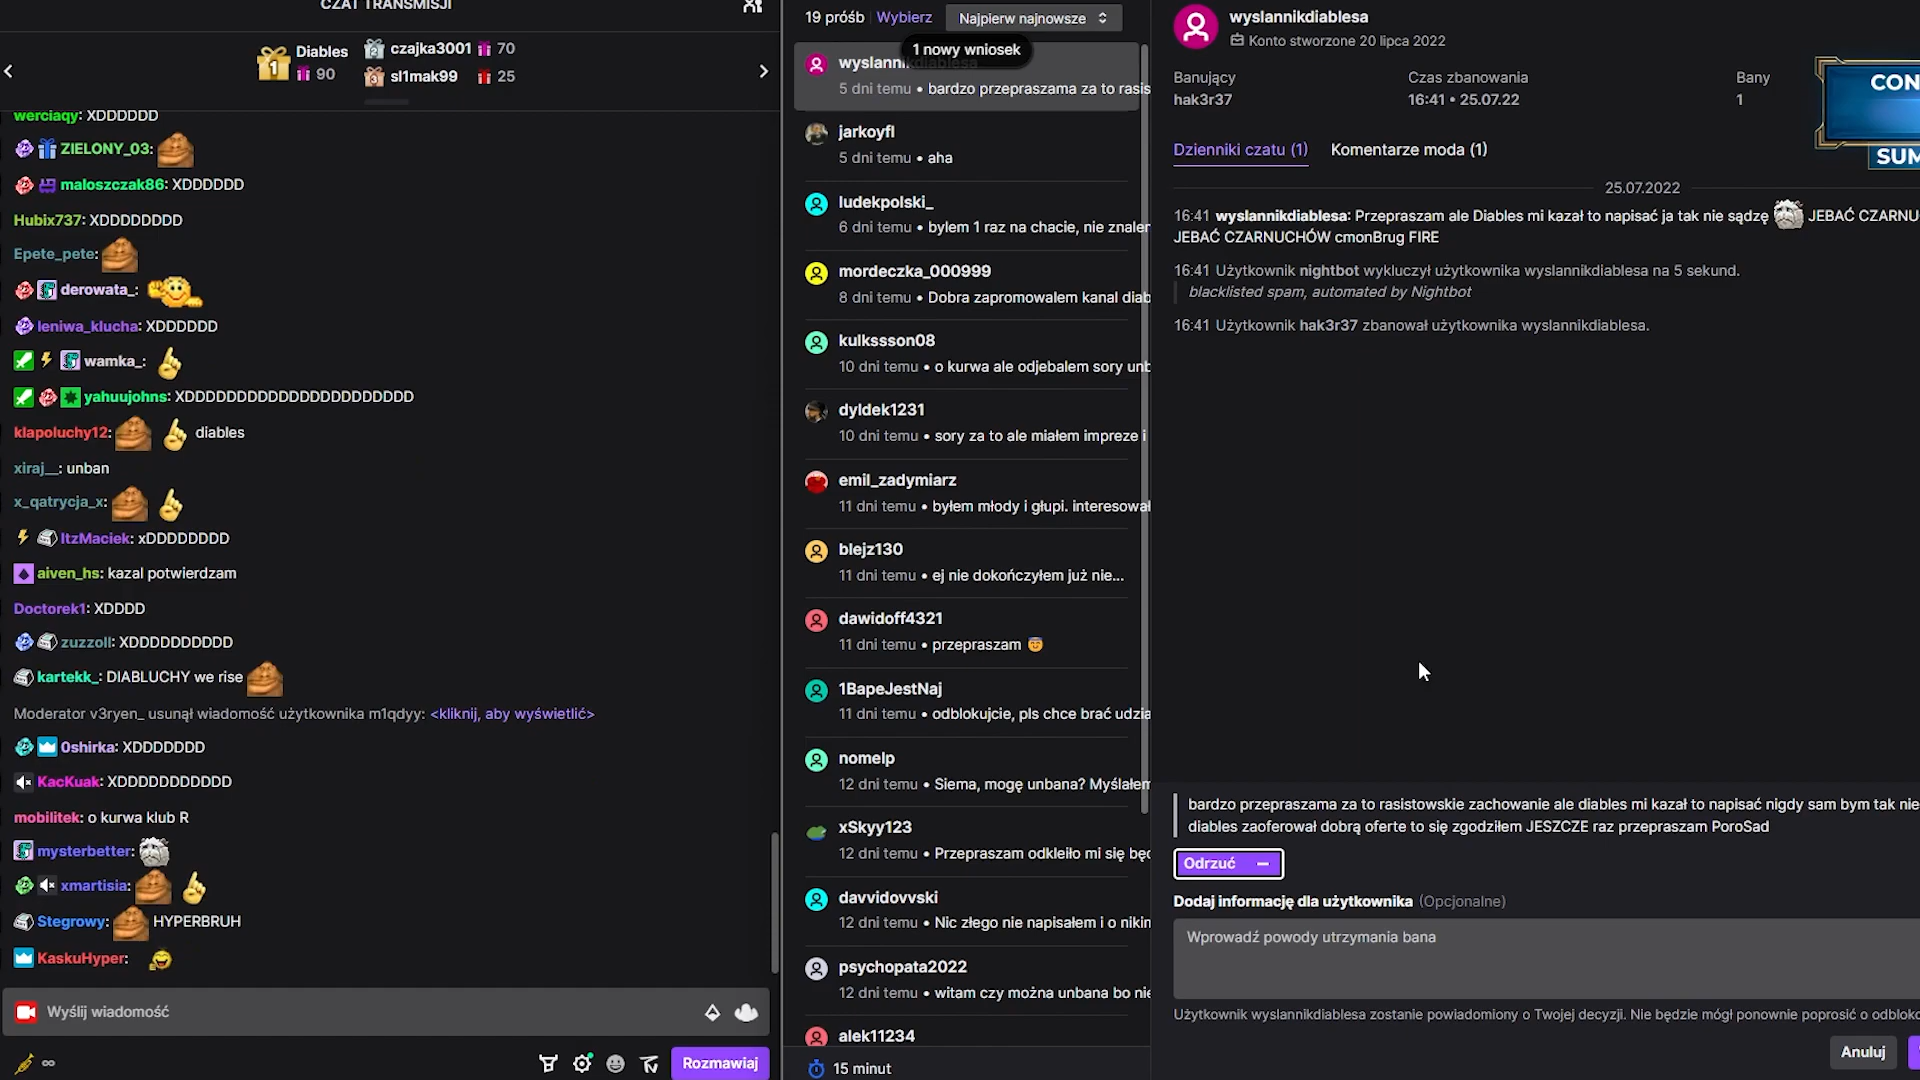 CZAT TRANSMISJI
1 Diables 90
2 czajka3001 70
3 sl1mak99 25
werciaqy: XDDDDDD
ZIELONY_03:
maloszczak86: XDDDDDD
Hubix737: XDDDDDDDD
Epete_pete:
derowata_:
leniwa_klucha: XDDDDDD
wamka_:
yahuujohns: XDDDDDDDDDDDDDDDDDDDDDD
klapoluchy12: diables
xiraj__: unban
x_qatrycja_x:
ItzMaciek: xDDDDDDDD
aiven_hs: kazal potwierdzam
Doctorek1: XDDDD
zuzzoll: XDDDDDDDDDD
kartekk_: DIABLUCHY we rise
Moderator v3ryen_ usunął wiadomość użytkownika m1qdyy: <kliknij, aby wyświetlić>
0shirka: XDDDDDDD
KacKuak: XDDDDDDDDDDD
mobilitek: o kurwa klub R
mysterbetter:
xmartisia:
Stegrowy: HYPERBRUH
KaskuHyper:
Wyślij wiadomość
∞
Rozmawiaj
19 próśb Wybierz Najpierw najnowsze
1 nowy wniosek
wyslannikdiablesa
5 dni temu • bardzo przepraszama za to rasis
jarkoyfl
5 dni temu • aha
ludekpolski_
6 dni temu • bylem 1 raz na chacie, nie znaler
mordeczka_000999
8 dni temu • Dobra zapromowalem kanal diab
kulkssson08
10 dni temu • o kurwa ale odjebalem sory unb
dyldek1231
10 dni temu • sory za to ale miałem impreze i
emil_zadymiarz
11 dni temu • byłem młody i głupi. interesował
blejz130
11 dni temu • ej nie dokończyłem już nie...
dawidoff4321
11 dni temu • przepraszam
1BapeJestNaj
11 dni temu • odblokujcie, pls chce brać udzia
nomelp
12 dni temu • Siema, mogę unbana? Myślałem
xSkyy123
12 dni temu • Przepraszam odkleiło mi się będ
davvidovvski
12 dni temu • Nic złego nie napisałem i o nikin
psychopata2022
12 dni temu • witam czy można unbana bo nie
alek11234
15 minut
wyslannikdiablesa
Konto stworzone 20 lipca 2022
Banujący Czas zbanowania Bany
hak3r37 16:41 • 25.07.22 1
CON
SUM
Dzienniki czatu (1) Komentarze moda (1)
25.07.2022
16:41 wyslannikdiablesa: Przepraszam ale Diables mi kazał to napisać ja tak nie sądzę JEBAĆ CZARNUC
JEBAĆ CZARNUCHÓW cmonBrug FIRE
16:41 Użytkownik nightbot wykluczył użytkownika wyslannikdiablesa na 5 sekund.
blacklisted spam, automated by Nightbot
16:41 Użytkownik hak3r37 zbanował użytkownika wyslannikdiablesa.
bardzo przepraszama za to rasistowskie zachowanie ale diables mi kazał to napisać nigdy sam bym tak nie
diables zaoferował dobrą oferte to się zgodziłem JESZCZE raz przepraszam PoroSad
Odrzuć
Dodaj informację dla użytkownika (Opcjonalne)
Wprowadź powody utrzymania bana
Użytkownik wyslannikdiablesa zostanie powiadomiony o Twojej decyzji. Nie będzie mógł ponownie poprosić o odbloko
Anuluj